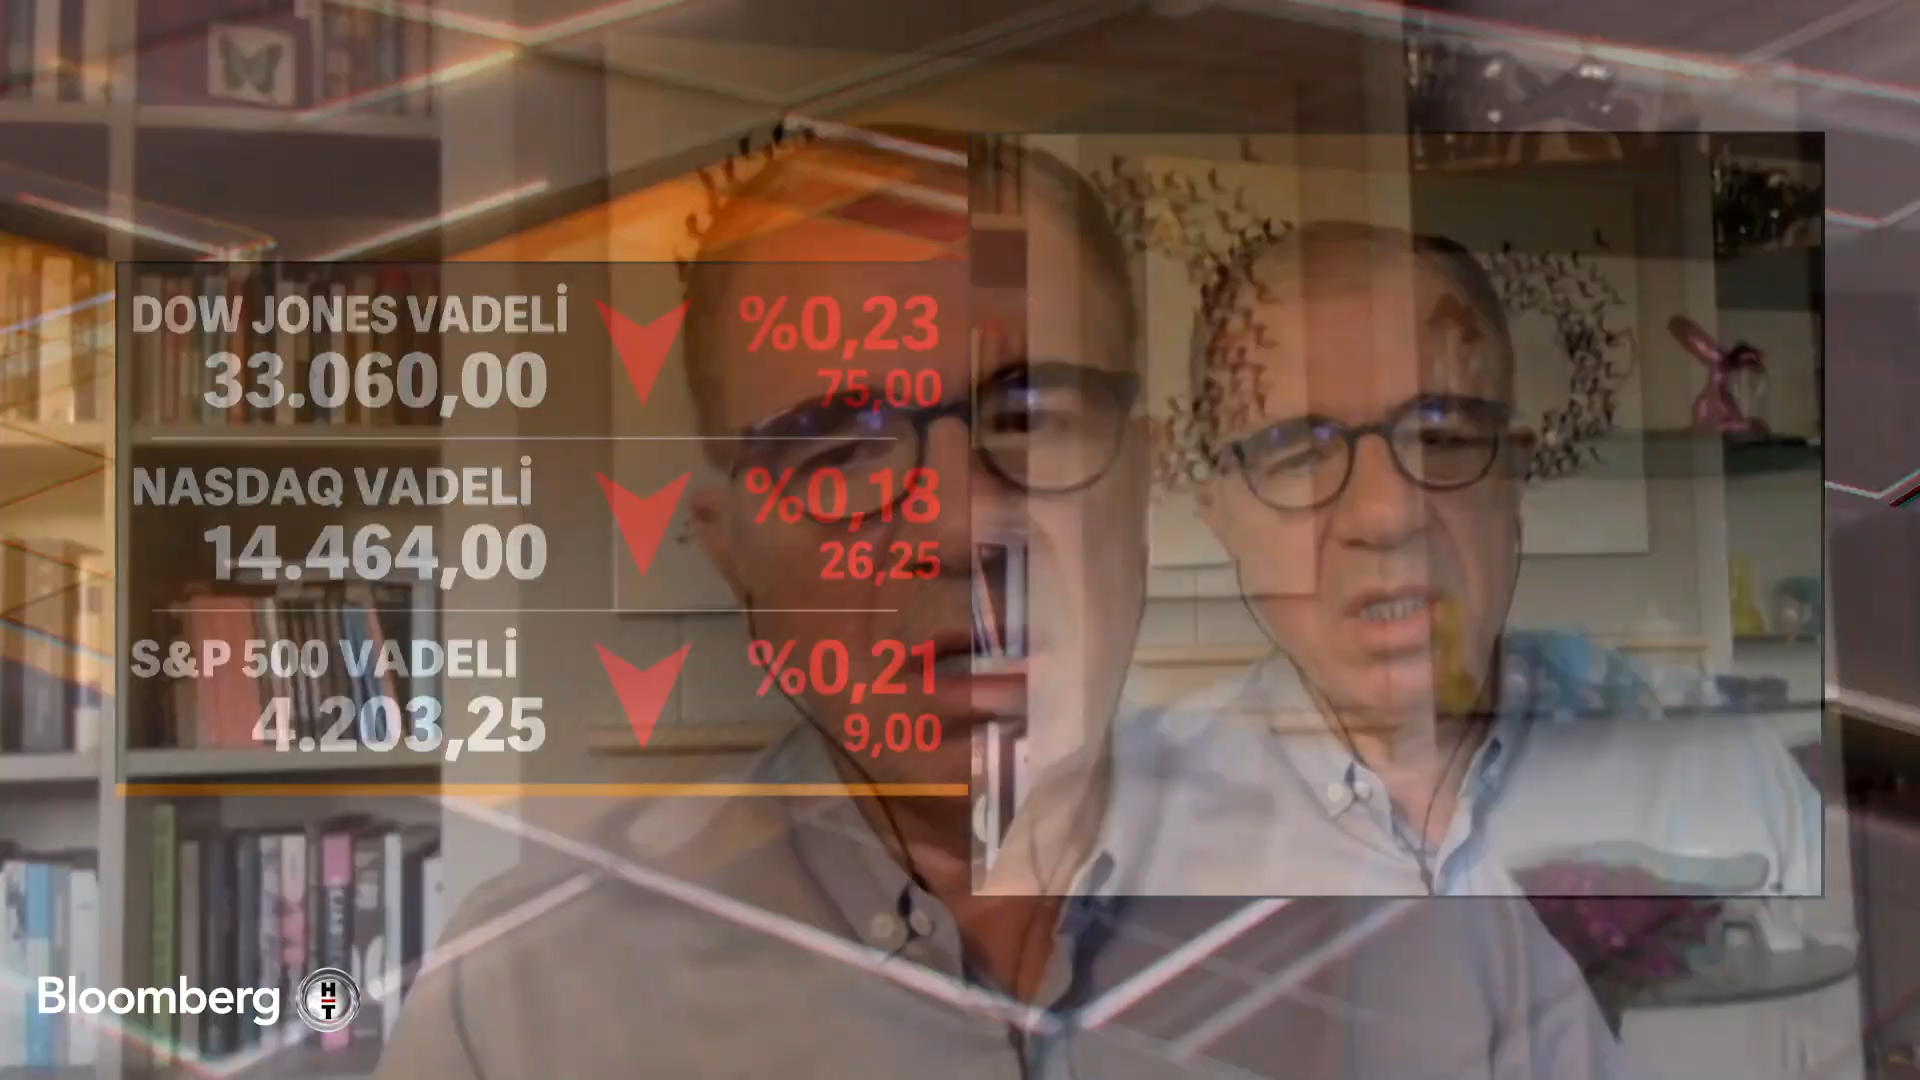 DOW JONES VADELİ
%0,23
33.060,00
75,00
NASDAQ VADELİ
%0,18
14.464,00
26,25
S&P 500 VADELİ
%0,21
4.203,25
9,00
Bloomberg HT